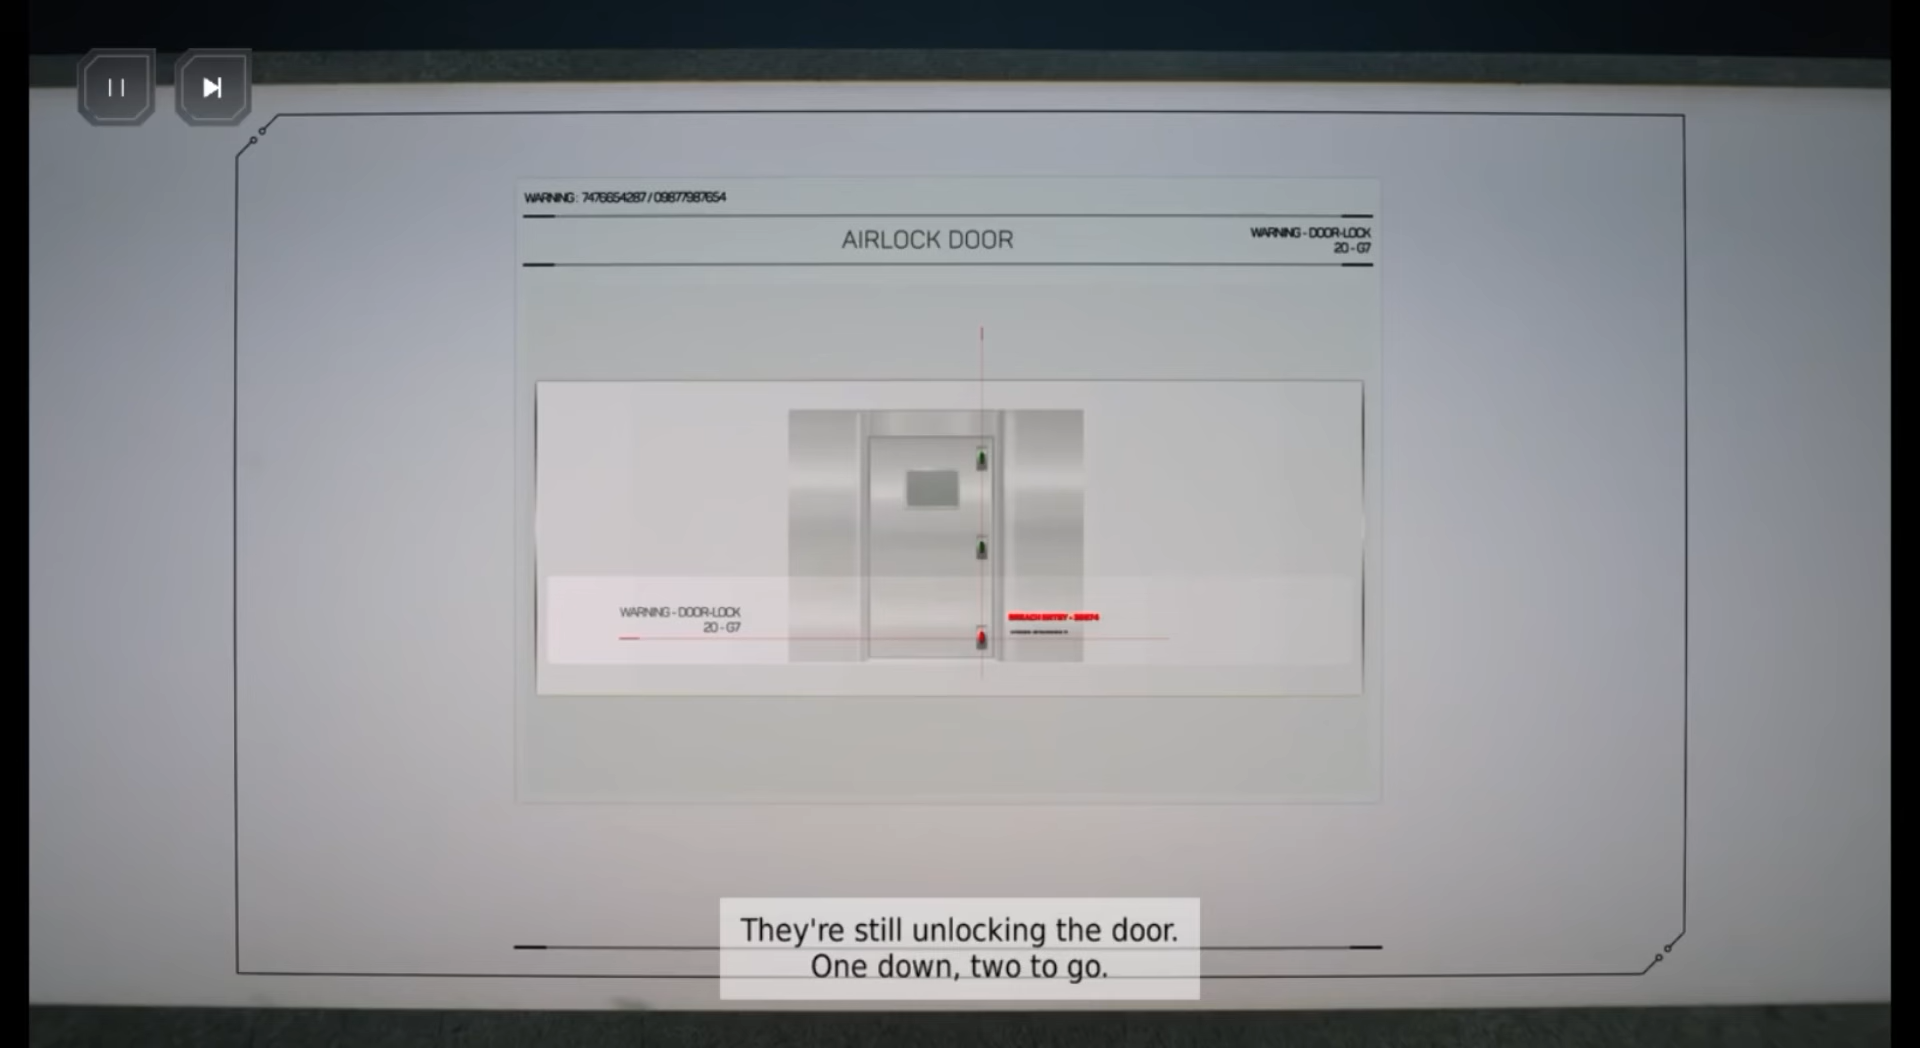 WARNING : 7476654287 / 09877987654
AIRLOCK DOOR
WARNING - DOOR-LOCK
20 - G7
WARNING - DOOR-LOCK
20 - G7
They're still unlocking the door.
One down, two to go.